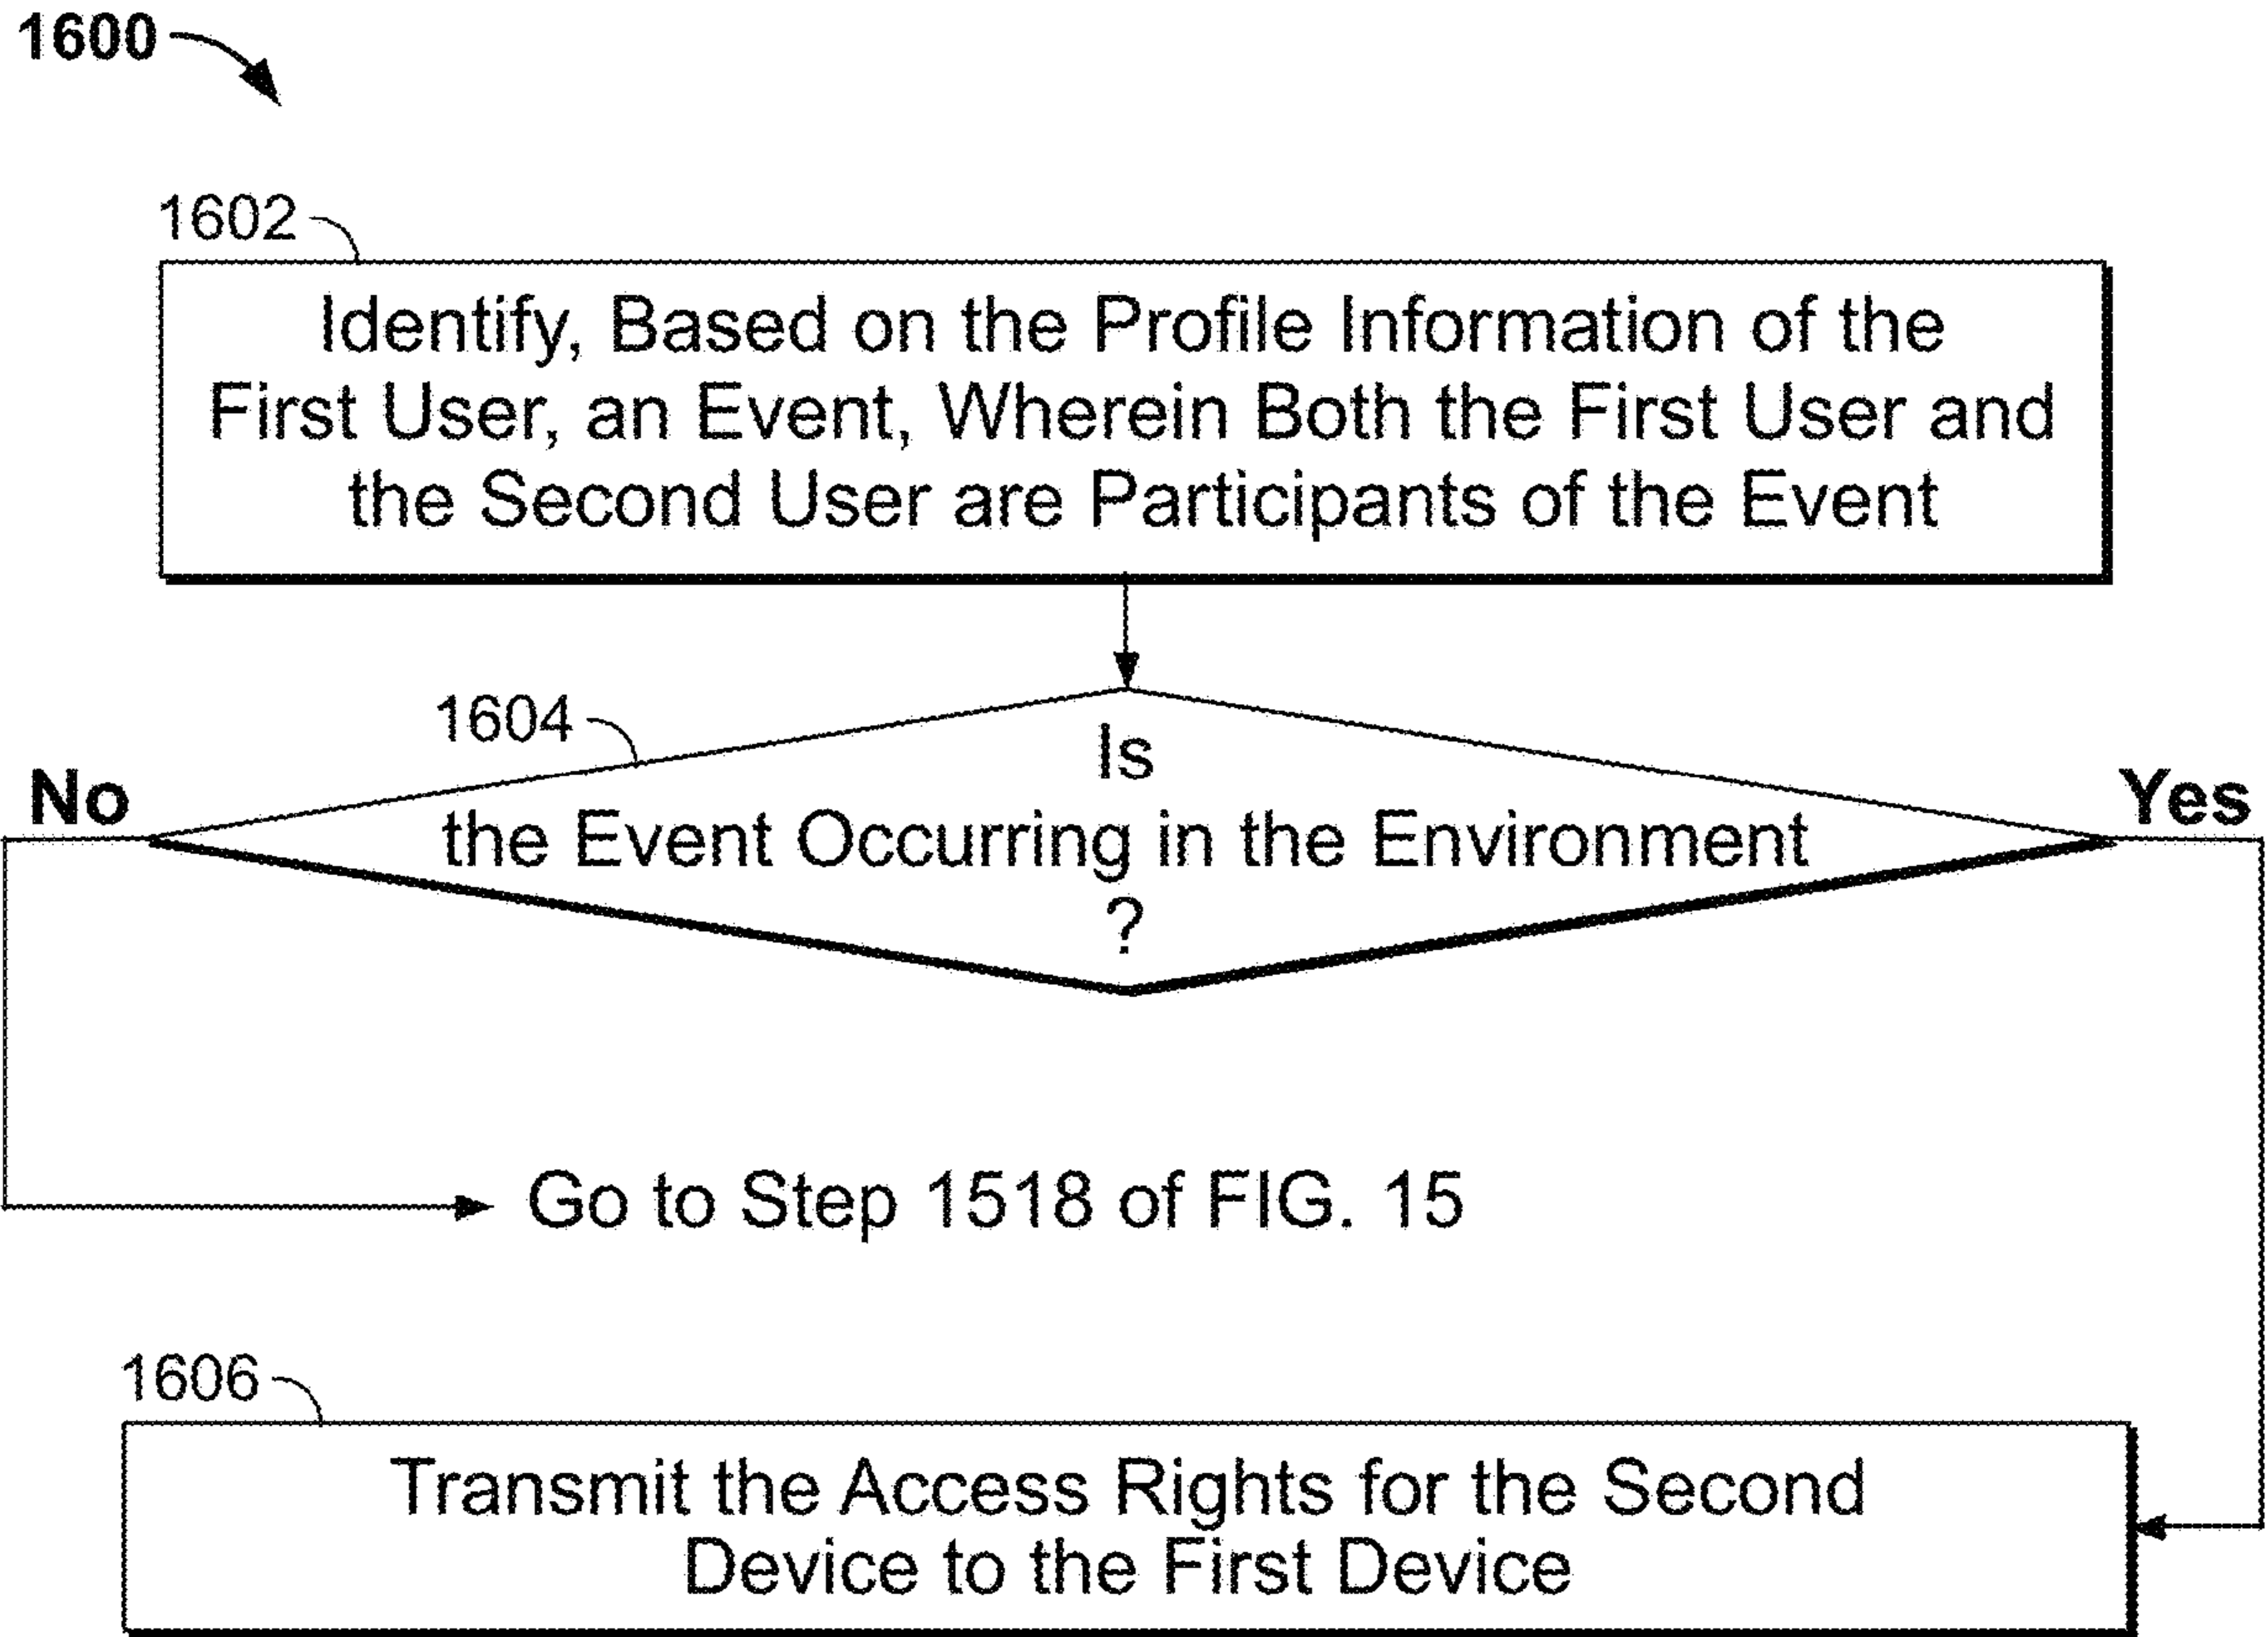 1600
1602
Identify, Based on the Profile Information of the
First User, an Event, Wherein Both the First User and
the Second User are Participants of the Event
1604
Is
No
Yes
the Event Occurring in the Environment
?
Go to Step 1518 of FIG. 15
1606
Transmit the Access Rights for the Second
Device to the First Device